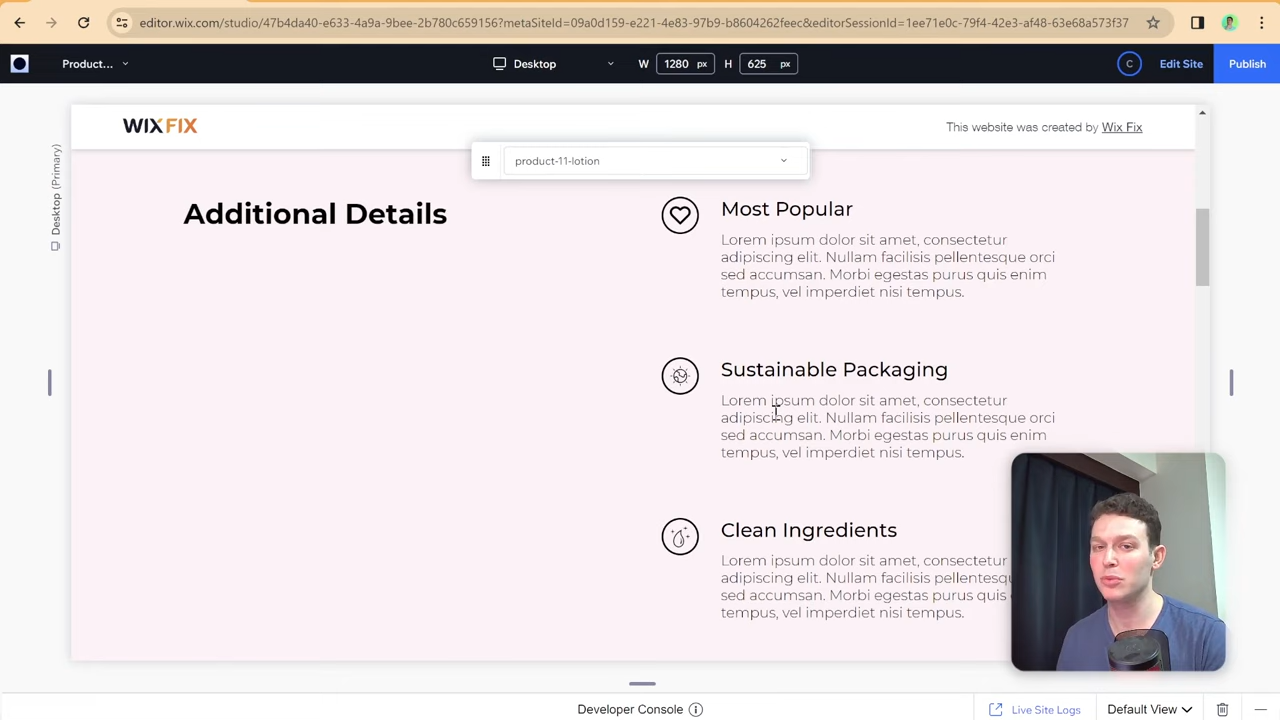 editor.wix.com/studio/47b4da40-e633-4a9a-9bee-2b780c659156?metaSiteId=09a0d159-e221-4e83-97b9-b8604262feec&editorSessionId=1ee71e0c-79f4-42e3-af48-63e68a573f37
Product...
Desktop
W 1280 px H 625 px
C
Edit Site
Publish
Desktop (Primary)
WIXFIX
This website was created by Wix Fix
product-11-lotion
Additional Details
Most Popular
Lorem ipsum dolor sit amet, consectetur
adipiscing elit. Nullam facilisis pellentesque orci
sed accumsan. Morbi egestas purus quis enim
tempus, vel imperdiet nisi tempus.
Sustainable Packaging
Lorem ipsum dolor sit amet, consectetur
adipiscing elit. Nullam facilisis pellentesque orci
sed accumsan. Morbi egestas purus quis enim
tempus, vel imperdiet nisi tempus.
Clean Ingredients
Lorem ipsum dolor sit amet, consectetur
adipiscing elit. Nullam facilisis pellentesqu
sed accumsan. Morbi egestas purus quis
tempus, vel imperdiet nisi tempus.
Developer Console
Live Site Logs
Default View